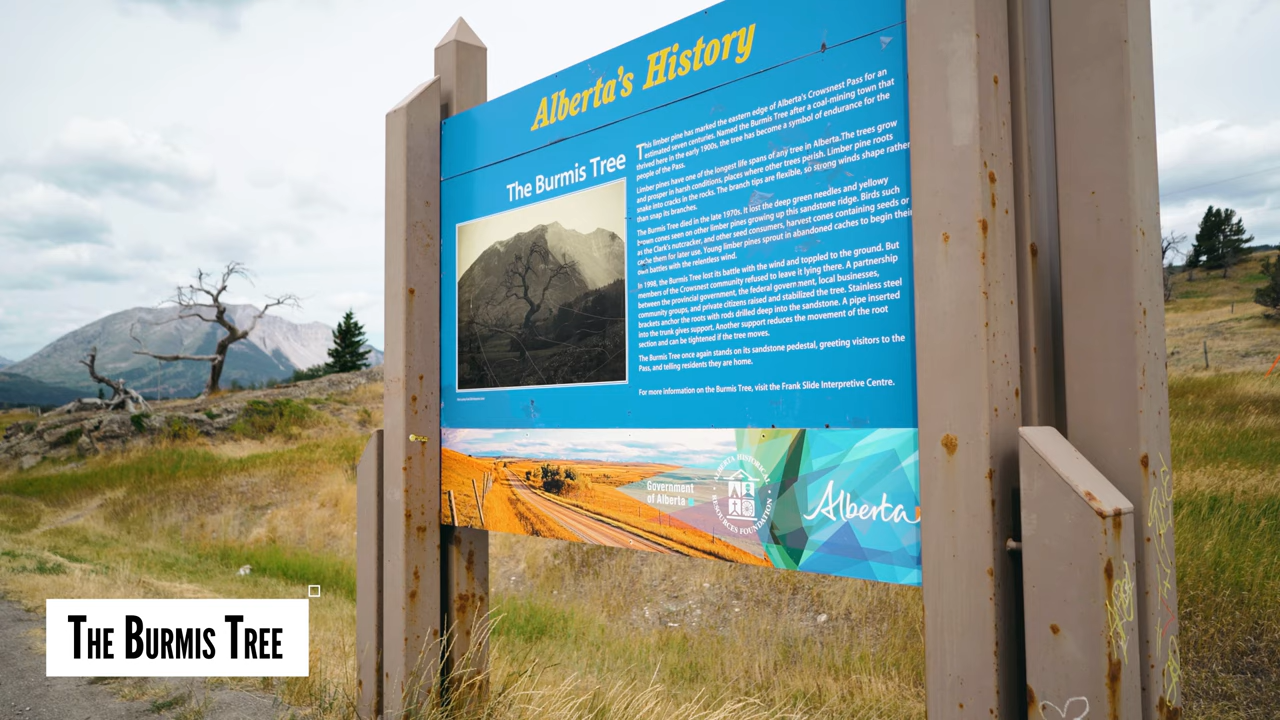 Alberta's History
The Burmis Tree
This limber pine has marked the eastern edge of Alberta's Crowsnest Pass for an
estimated seven centuries. Named the Burmis Tree after a coal-mining town that
thrived here in the early 1900s, the tree has become a symbol of endurance for the
people of the Pass.
Limber pines have one of the longest life spans of any tree in Alberta.The trees grow
and prosper in harsh conditions, places where other trees perish. Limber pine roots
snake into cracks in the rocks. The branch tips are flexible, so strong winds shape rather
than snap its branches.
The Burmis Tree died in the late 1970s. It lost the deep green needles and yellowy
brown cones seen on other limber pines growing up this sandstone ridge. Birds such
as the Clark's nutcracker, and other seed consumers, harvest cones containing seeds or
cache them for later use. Young limber pines sprout in abandoned caches to begin their
own battles with the relentless wind.
In 1998, the Burmis Tree lost its battle with the wind and toppled to the ground. But
members of the Crowsnest community refused to leave it lying there. A partnership
between the provincial government, the federal government, local businesses,
community groups, and private citizens raised and stabilized the tree. Stainless steel
brackets anchor the roots with rods drilled deep into the sandstone. A pipe inserted
into the trunk gives support. Another support reduces the movement of the root
section and can be tightened if the tree moves.
The Burmis Tree once again stands on its sandstone pedestal, greeting visitors to the
Pass, and telling residents they are home.
For more information on the Burmis Tree, visit the Frank Slide Interpretive Centre.
Government
of Alberta
ALBERTA HISTORICAL
RESOURCES FOUNDATION
Alberta
THE BURMIS TREE